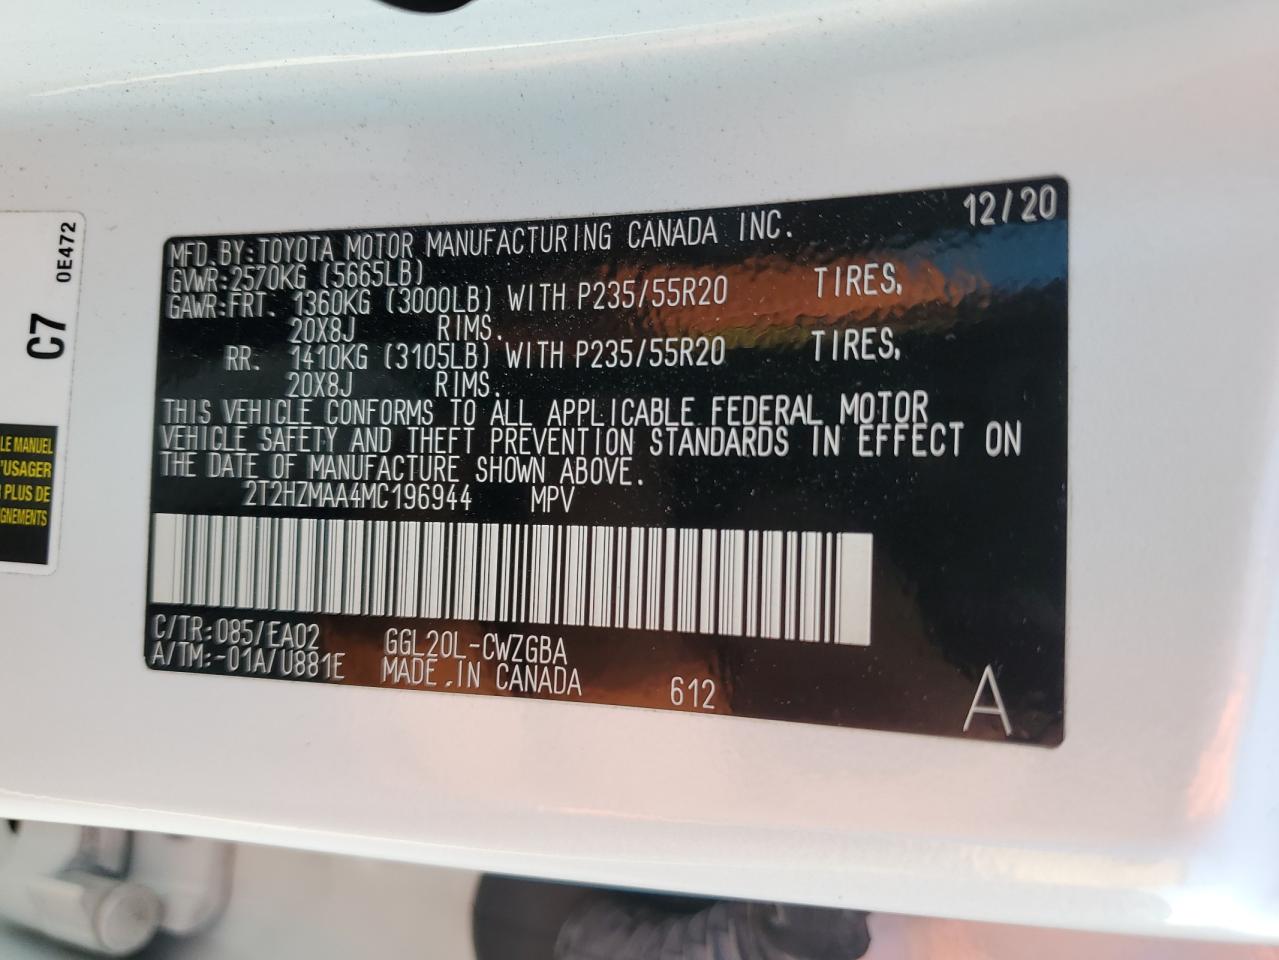 12/20
MFD.BY:TOYOTA MOTOR MANUFACTURING CANADA INC.
GVWR:2570KG (5665LB)
GAWR:FRT. 1360KG (3000LB) WITH P235/55R20 TIRES,
20X8J RIMS.
RR. 1410KG (3105LB) WITH P235/55R20 TIRES,
20X8J RIMS.
THIS VEHICLE CONFORMS TO ALL APPLICABLE FEDERAL MOTOR
VEHICLE SAFETY AND THEFT PREVENTION STANDARDS IN EFFECT ON
THE DATE OF MANUFACTURE SHOWN ABOVE.
2T2HZMAA4MC196944 MPV
C/TR:085/EA02 GGL20L-CWZGBA
A/TM:-01A/U881E MADE IN CANADA 612
A
C7
0E472
LE MANUEL
'USAGER
PLUS DE